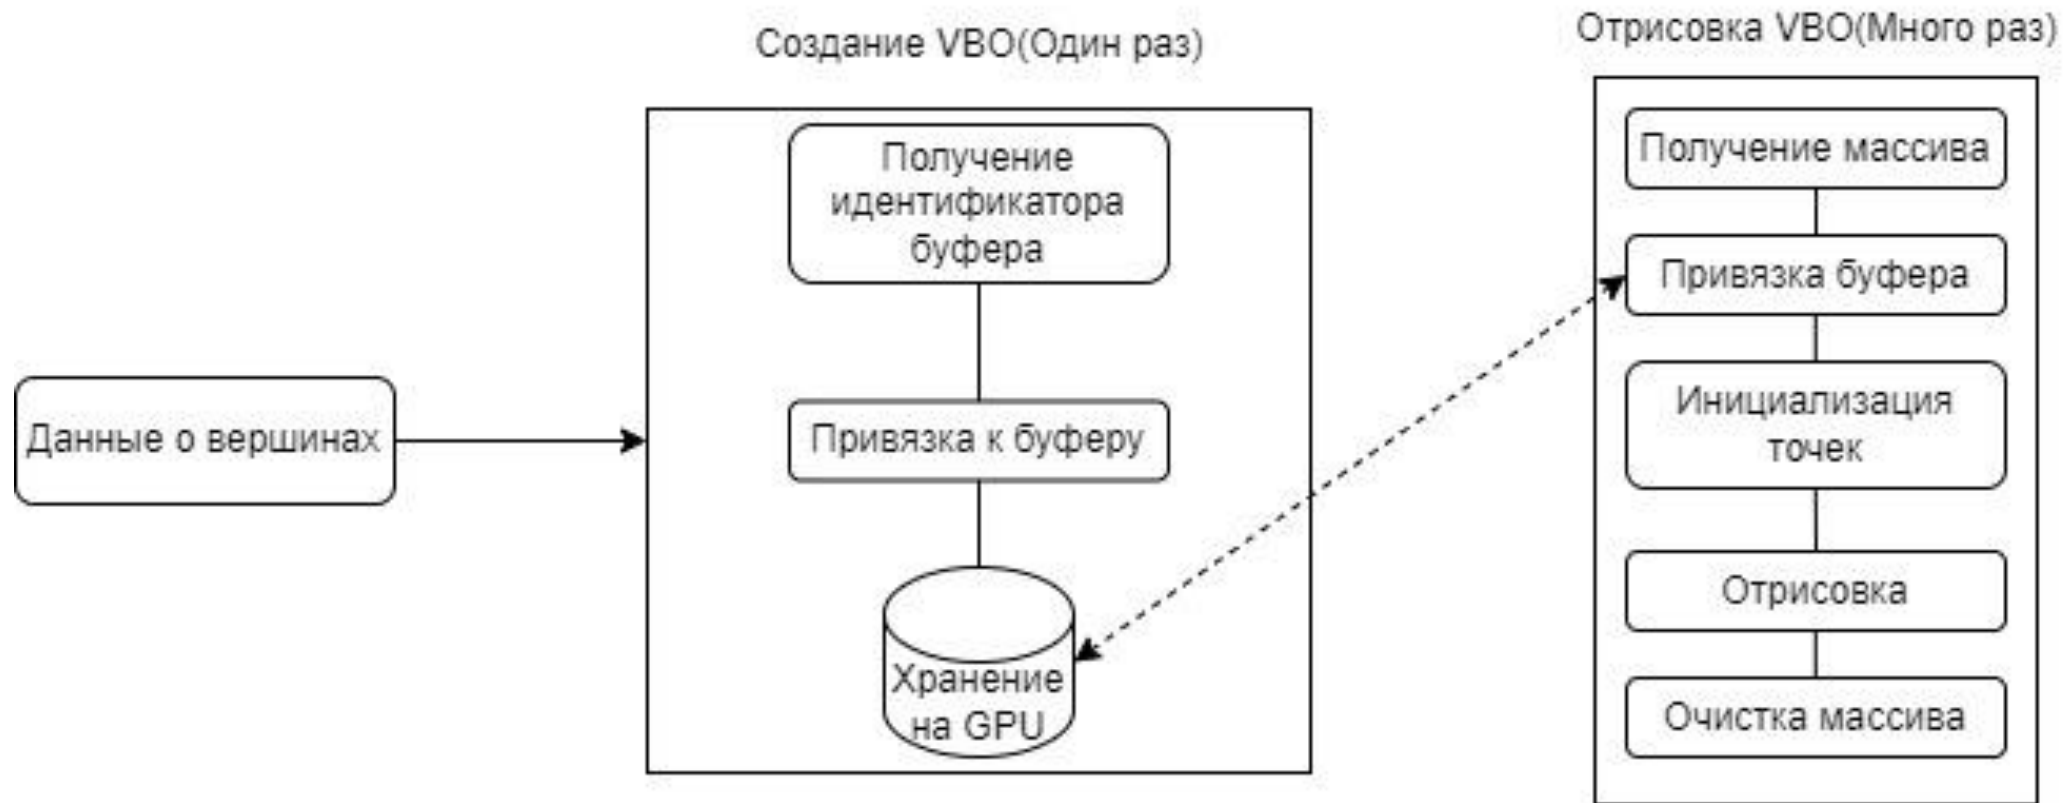 Создание VBO(Один раз)
Отрисовка VBO(Много раз)
Данные о вершинах
Получение
идентификатора
буфера
Привязка к буферу
Хранение
на GPU
Получение массива
Привязка буфера
Инициализация
точек
Отрисовка
Очистка массива